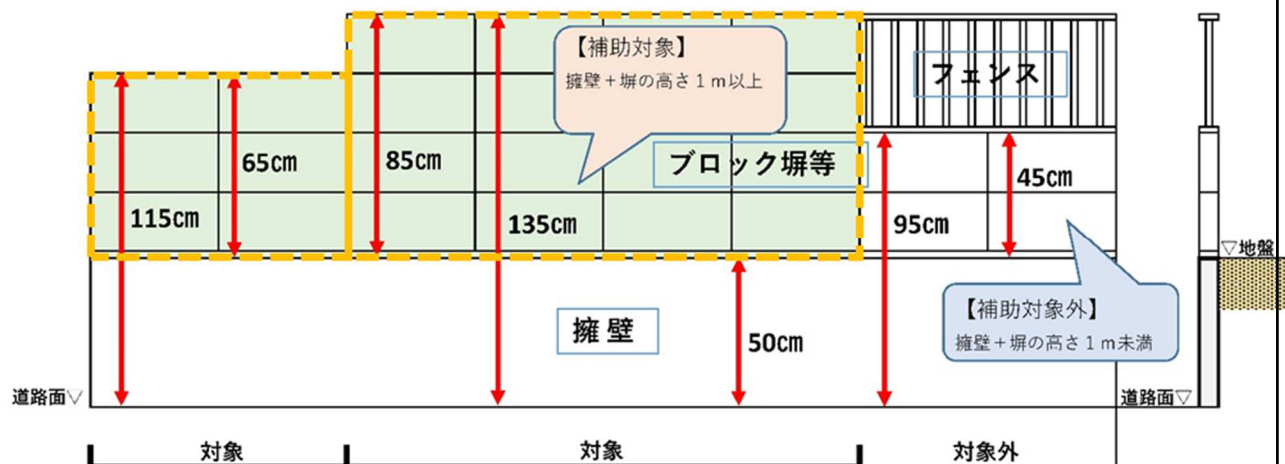 【補助対象】
擁壁+塀の高さ1m以上
フェンス
65㎝
85㎝
ブロック塀等
45㎝
115㎝
135㎝
95㎝
▽地盤
擁壁
50㎝
【補助対象外】
擁壁+塀の高さ1m未満
道路面▽
道路面▽
対象
対象
対象外